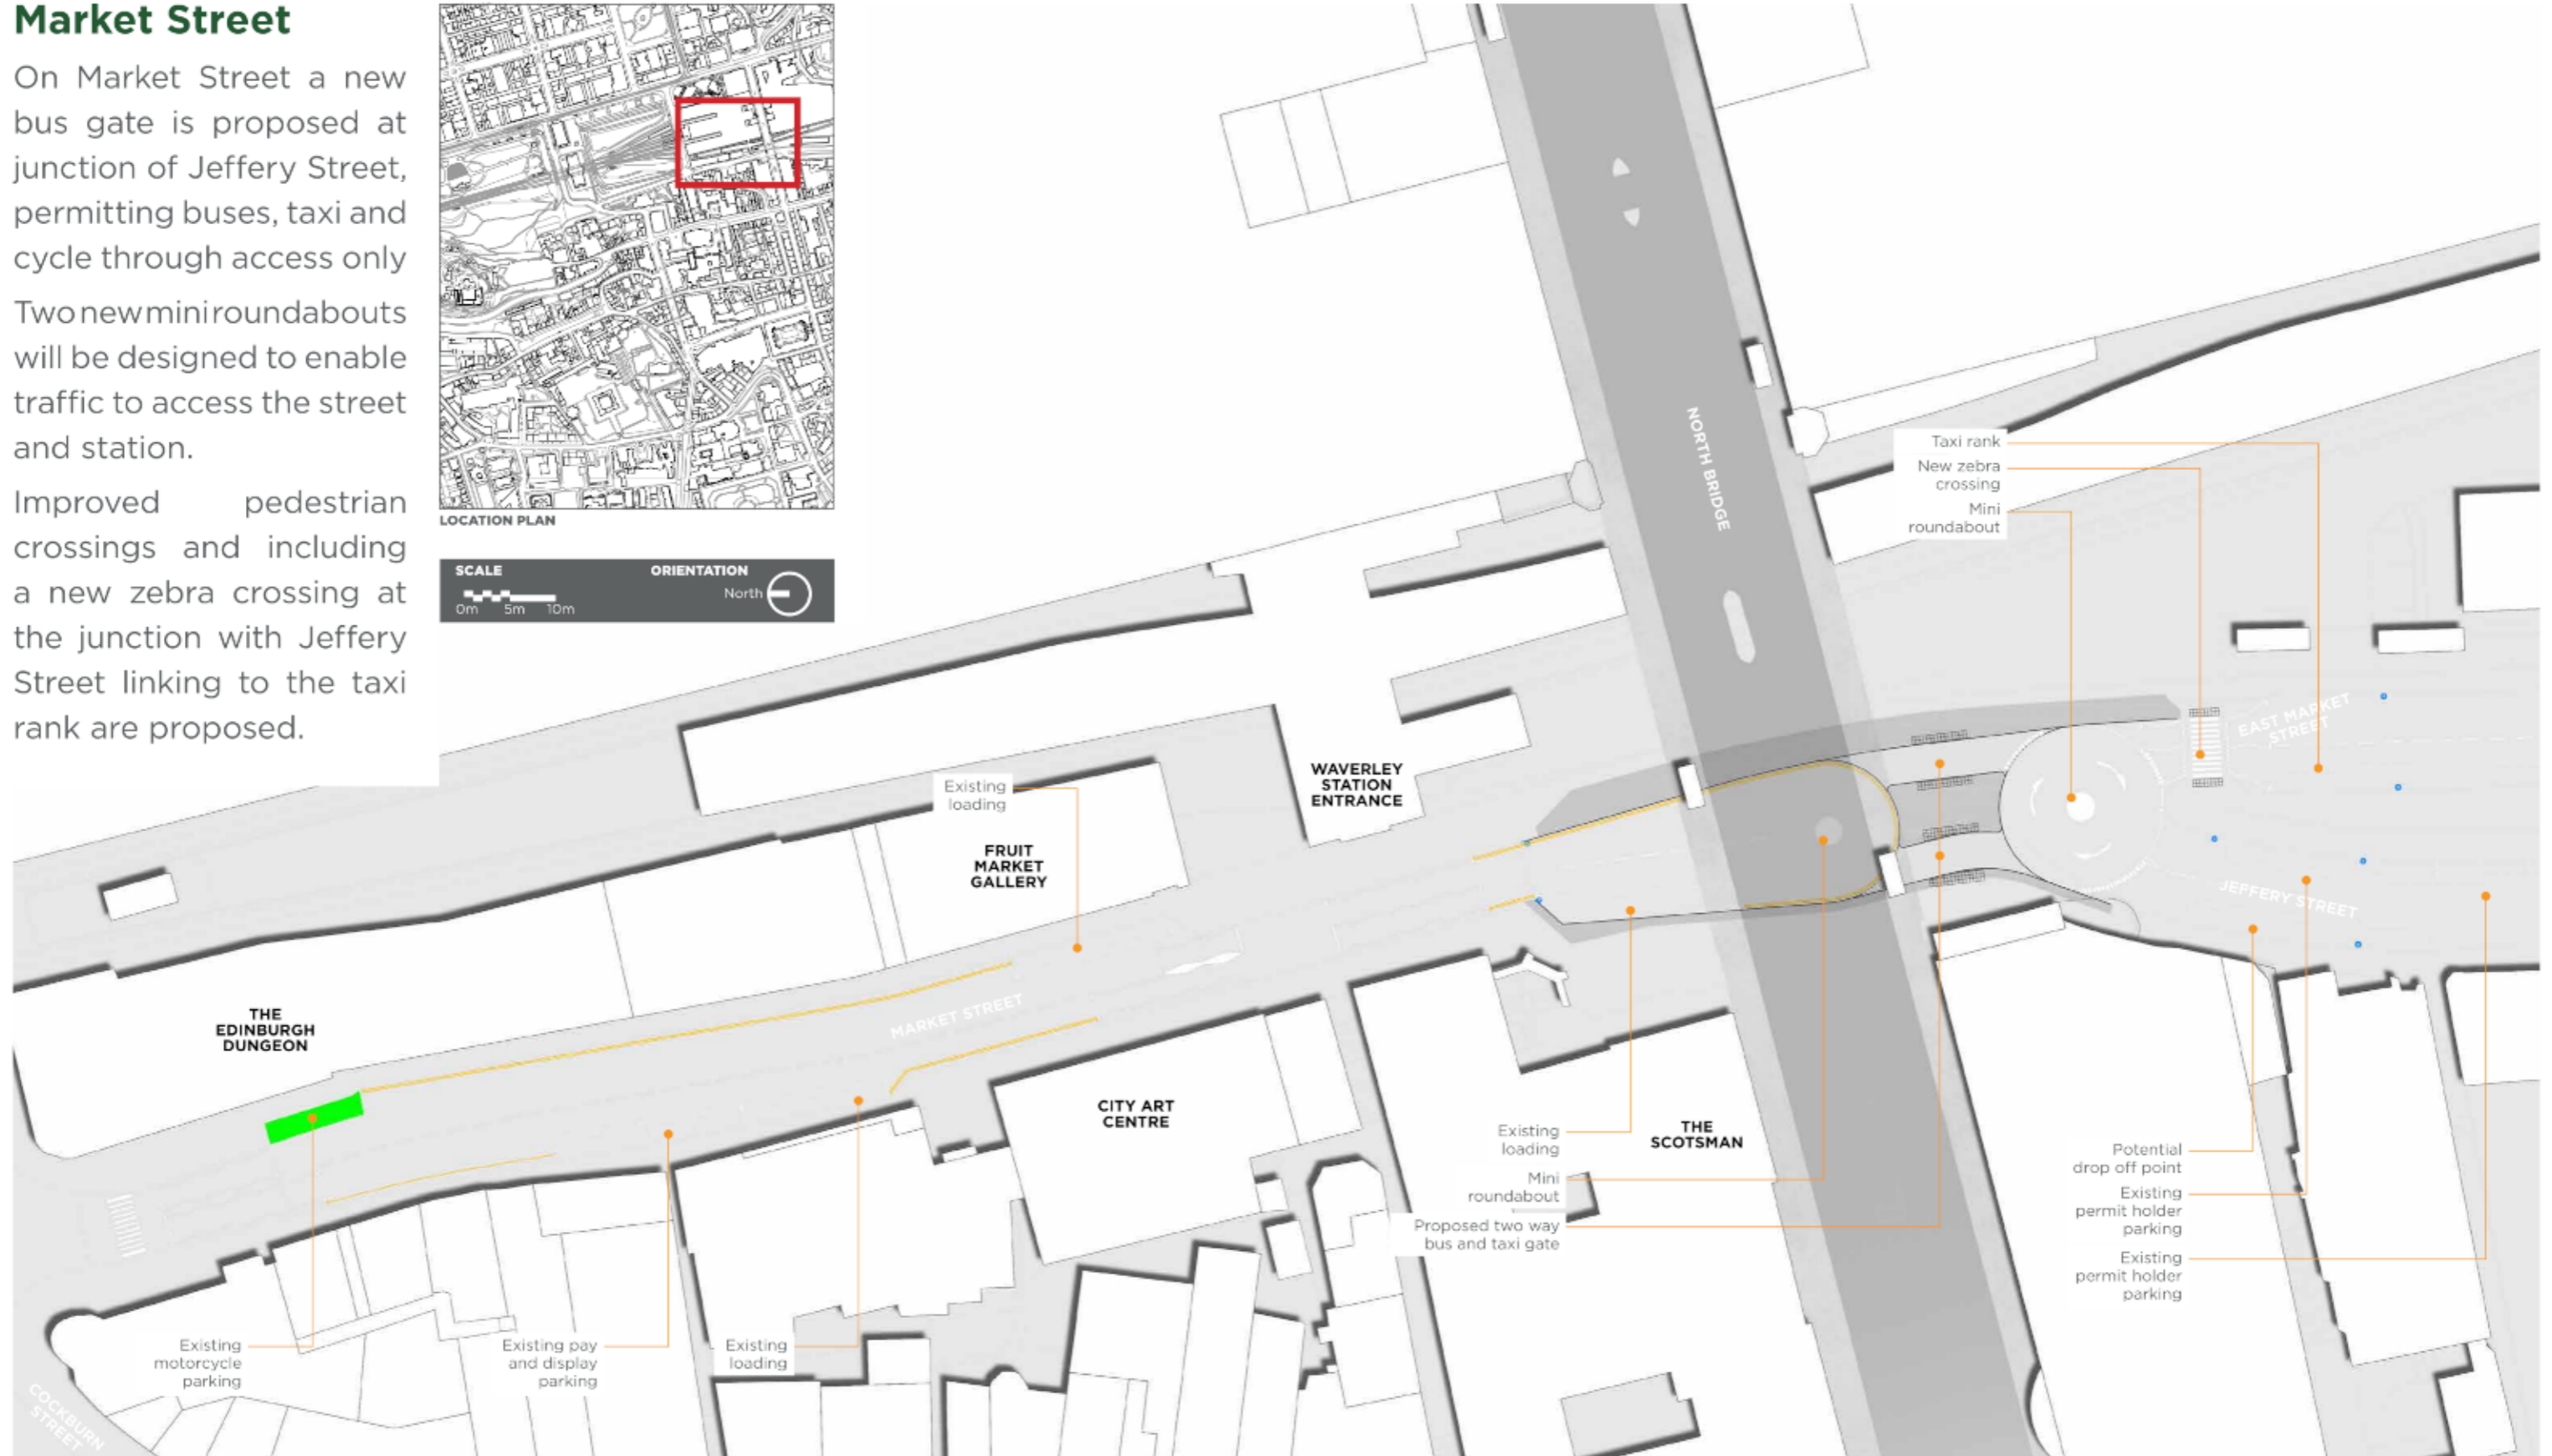 Market Street
On Market Street a new
bus gate is proposed at
junction of Jeffery Street,
permitting buses, taxi and
cycle through access only
Two new mini roundabouts
will be designed to enable
traffic to access the street
and station.
Improved pedestrian
crossings and including
a new zebra crossing at
the junction with Jeffery
Street linking to the taxi
rank are proposed.
LOCATION PLAN
SCALE
0m 5m 10m
ORIENTATION
North
NORTH BRIDGE
Taxi rank
New zebra
crossing
Mini
roundabout
EAST MARKET
STREET
JEFFERY STREET
WAVERLEY
STATION
ENTRANCE
Existing
loading
FRUIT
MARKET
GALLERY
MARKET STREET
THE
EDINBURGH
DUNGEON
CITY ART
CENTRE
THE
SCOTSMAN
Existing
loading
Mini
roundabout
Proposed two way
bus and taxi gate
Potential
drop off point
Existing
permit holder
parking
Existing
permit holder
parking
Existing
motorcycle
parking
Existing pay
and display
parking
Existing
loading
COCKBURN
STREET